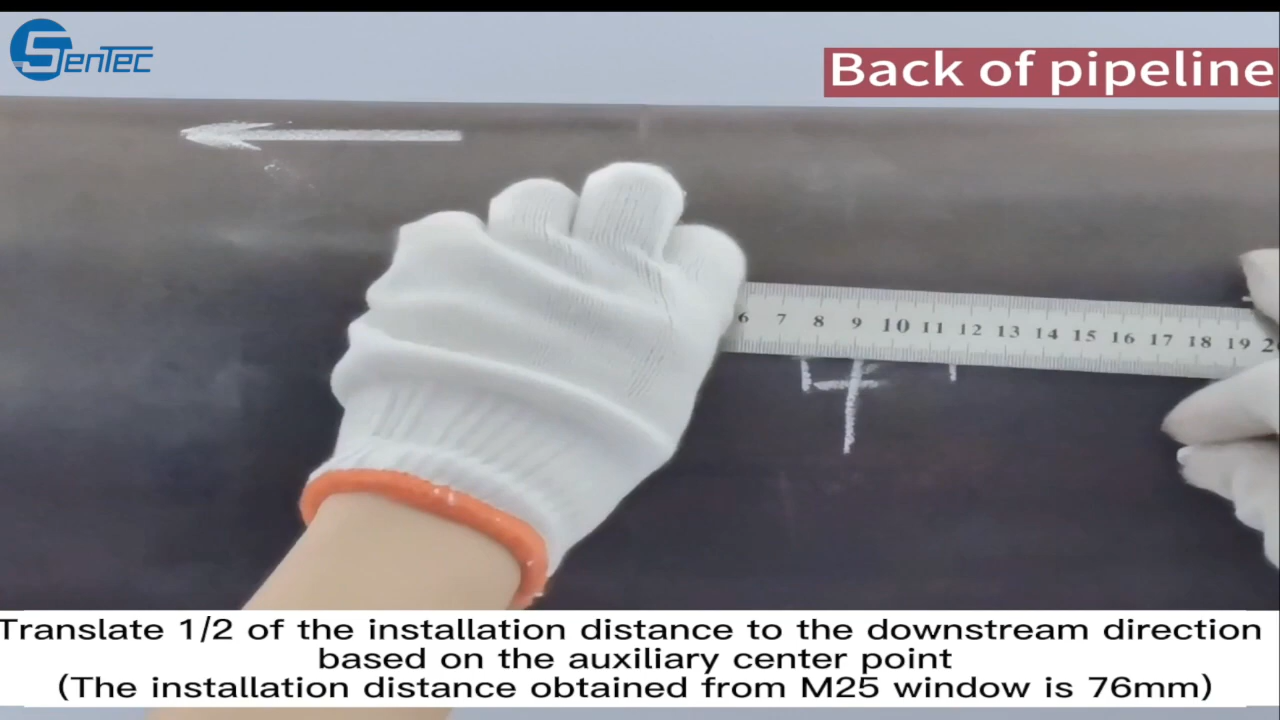 SENTEC
Back of pipeline
6 7 8 9 10 11 12 13 14 15 16 17 18 19
Translate 1/2 of the installation distance to the downstream direction
based on the auxiliary center point
(The installation distance obtained from M25 window is 76mm)